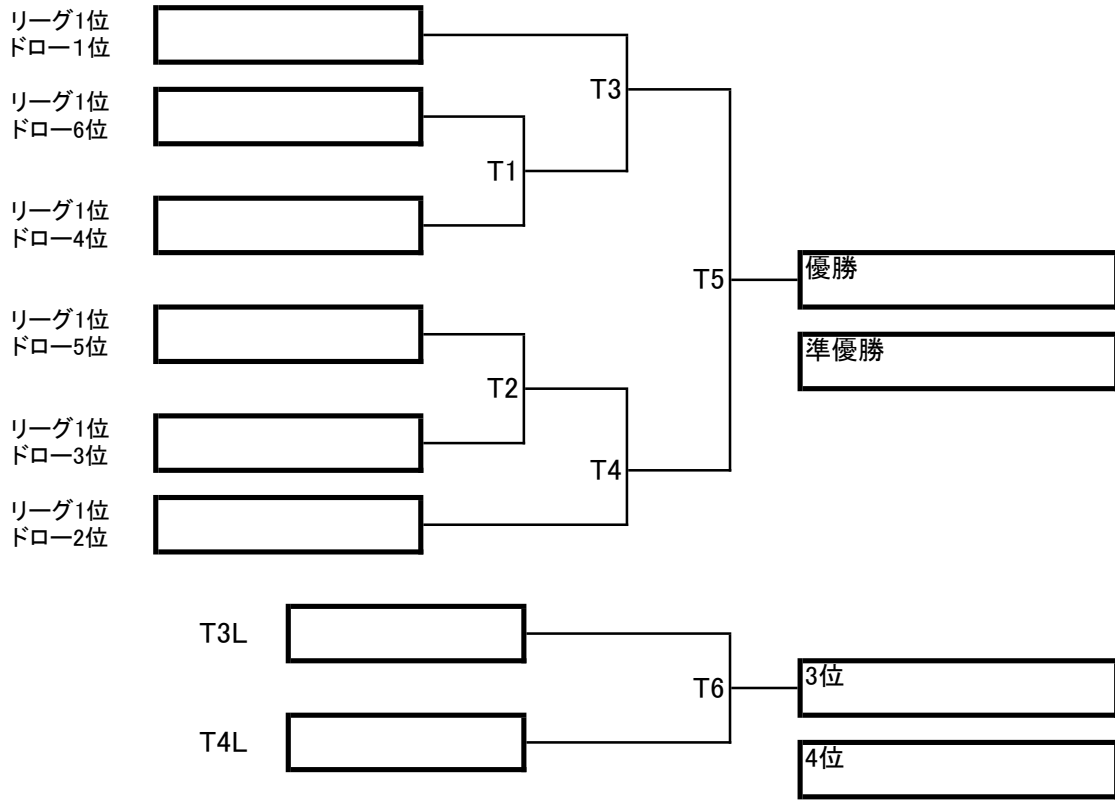 リーグ1位
ドロー１位
T3
リーグ1位
ドロー6位
T1
リーグ1位
ドロー4位
T5
優勝
リーグ1位
ドロー5位
準優勝
T2
リーグ1位
ドロー3位
T4
リーグ1位
ドロー2位
T3L
T6
3位
T4L
4位